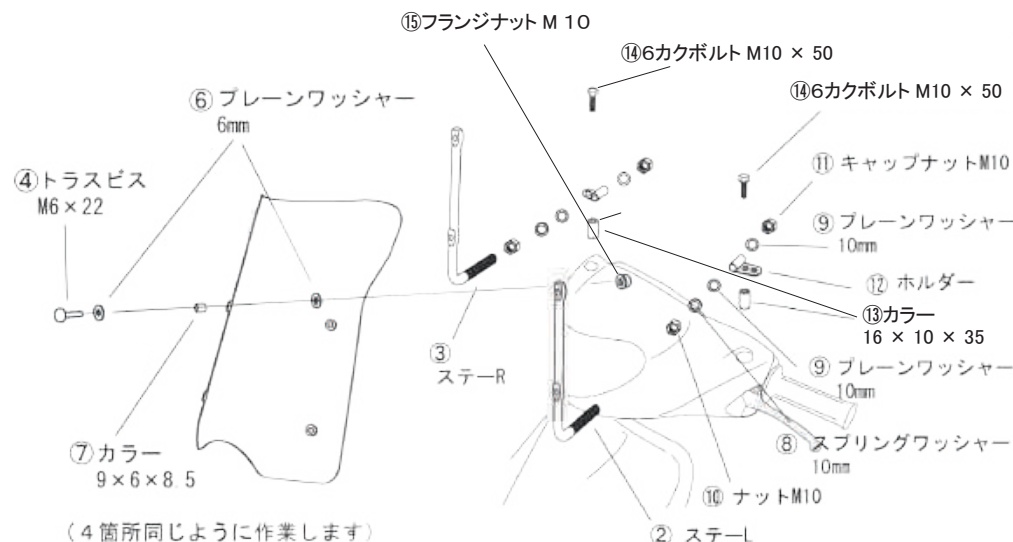 ⑮フランジナット M 10
⑭6カクボルト M10 × 50
⑭6カクボルト M10 × 50
⑥ プレーンワッシャー
6mm
④トラスビス
M6×22
⑪ キャップナットM10
⑨ プレーンワッシャー
10mm
⑫ ホルダー
⑬カラー
16 × 10 × 35
③
ステーR
⑨ プレーンワッシャー
10mm
⑦ カラー
9×6×8.5
⑧ スプリングワッシャー
10mm
⑩ ナットM10
② ステーL
(4箇所同じように作業します)